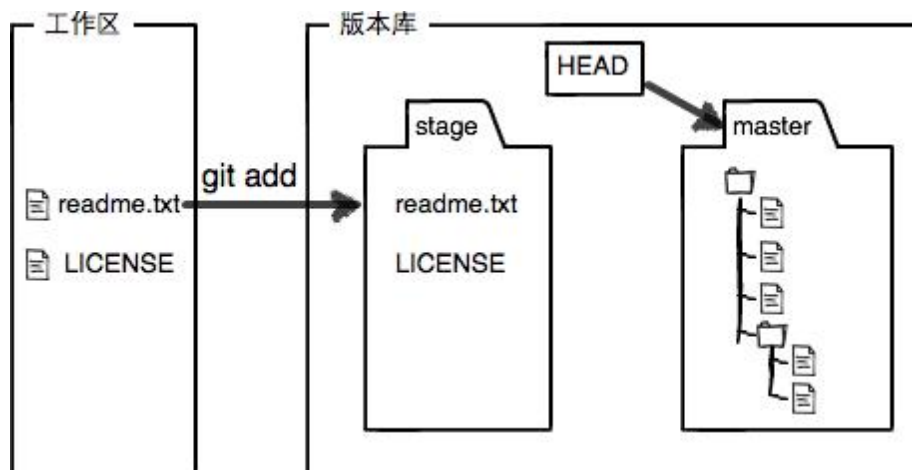 工作区
版本库
HEAD
stage
master
git add
readme.txt
readme.txt
LICENSE
LICENSE